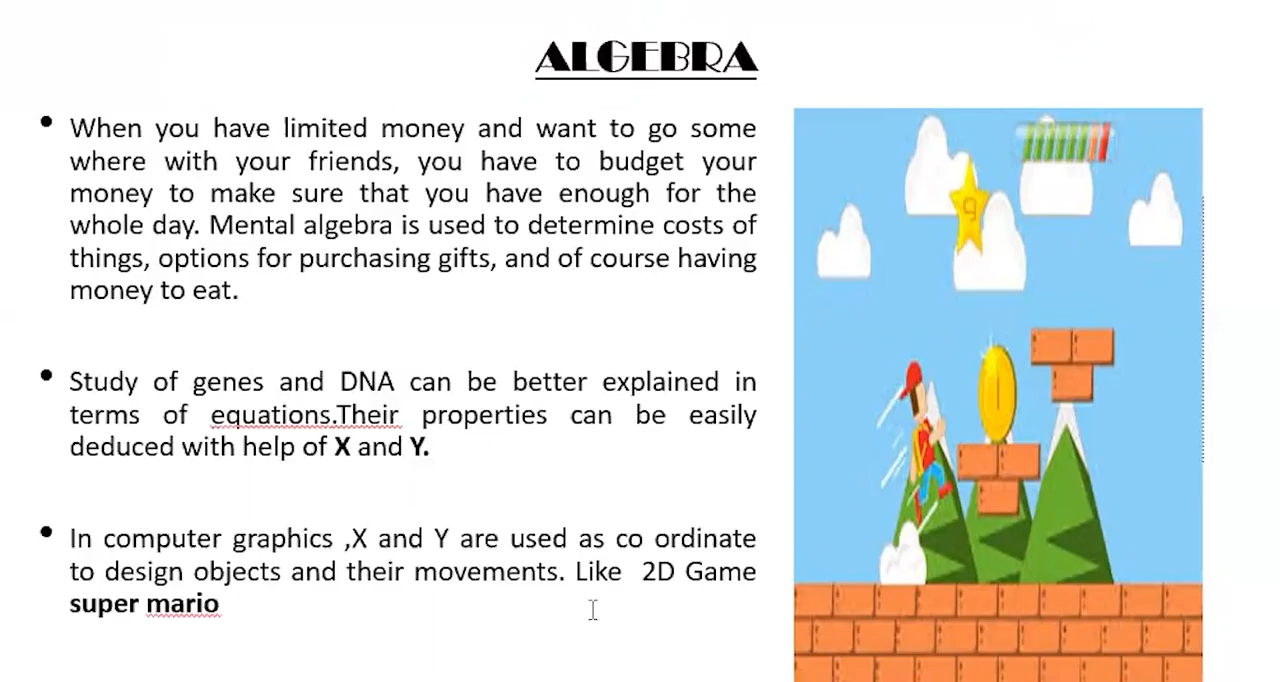 ALGEBRA
• When you have limited money and want to go some
where with your friends, you have to budget your
money to make sure that you have enough for the
whole day. Mental algebra is used to determine costs of
things, options for purchasing gifts, and of course having
money to eat.
• Study of genes and DNA can be better explained in
terms of equations.Their properties can be easily
deduced with help of X and Y.
• In computer graphics ,X and Y are used as co ordinate
to design objects and their movements. Like 2D Game
super mario
9
1